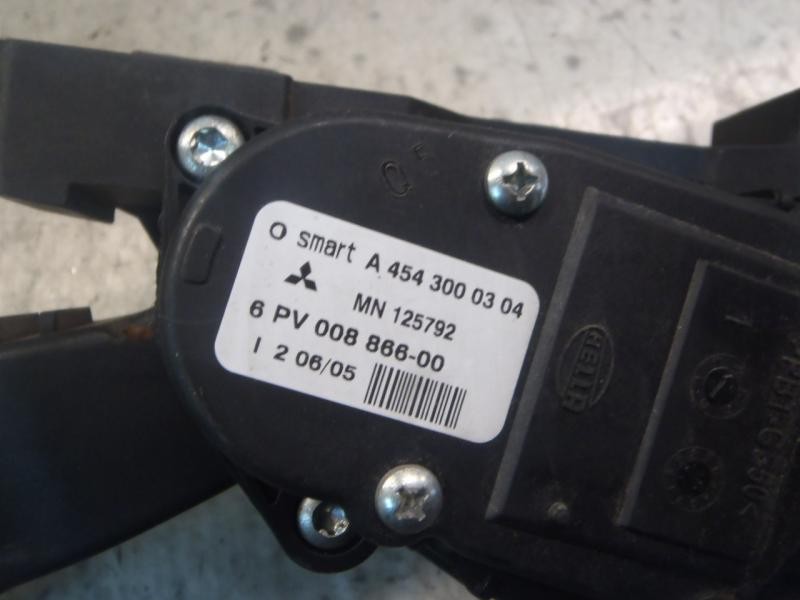 smart A 454 300 03 04
MN 125792
6 PV 008 866-00
I 2 06/05
HELLA